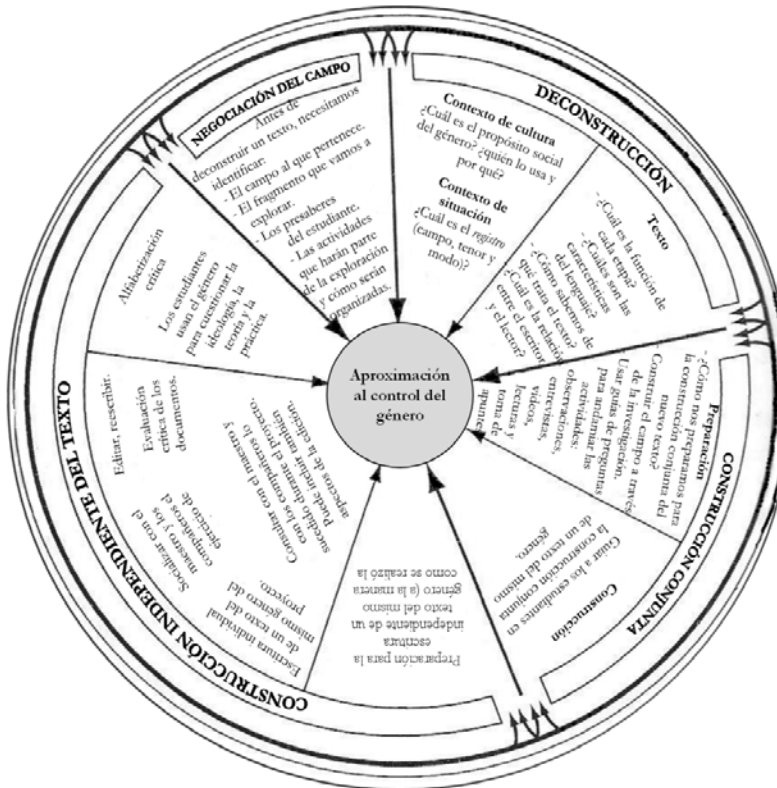 NEGOCIACIÓN DEL CAMPO
Antes de
deconstruir un texto, necesitamos
identificar:
- El campo al que pertenece.
- El fragmento que vamos a
explorar.
- Los presaberes
del estudiante.
- Las actividades
que harán parte
de la exploración
y cómo serán
organizadas.
DECONSTRUCCIÓN
Contexto de cultura
¿Cuál es el propósito social
del género? ¿quién lo usa y
por qué?
Contexto de
situación
¿Cuál es el registro
(campo, tenor y
modo)?
Texto
- ¿Cuál es la función de
cada etapa?
- ¿Cuáles son las
características
del lenguaje?
- ¿Cómo sabemos de
qué trata el texto?
¿Cuál es la relación
entre el escritor
y el lector?
CONSTRUCCIÓN CONJUNTA
Preparación
- ¿Cómo nos preparamos para
la construcción conjunta del
nuevo texto?
Construir el campo a través
de la investigación.
Usar guías de preguntas
para andamiar las
actividades:
observaciones,
entrevistas,
videos,
lecturas y
toma de
apuntes
Construcción
Guiar a los estudiantes en
la construcción conjunta
de un texto del mismo
género.
CONSTRUCCIÓN INDEPENDIENTE DEL TEXTO
Preparación para la
escritura
independiente de un
texto del mismo
género (a la manera
como se realizó la
Escritura individual
de un texto del
mismo género del
proyecto.
Consultar con el maestro y
con los compañeros lo
sucedido durante el proyecto.
Puede incluir también
aspectos de la edición.
Socializar con el
maestro y los
compañeros el
ejercicio de
Evaluación
crítica de los
documentos.
Editar, reescribir.
Alfabetización
crítica
Los estudiantes
usan el género
para cuestionar la
ideología, la
teoría y la
práctica.
Aproximación
al control del
género